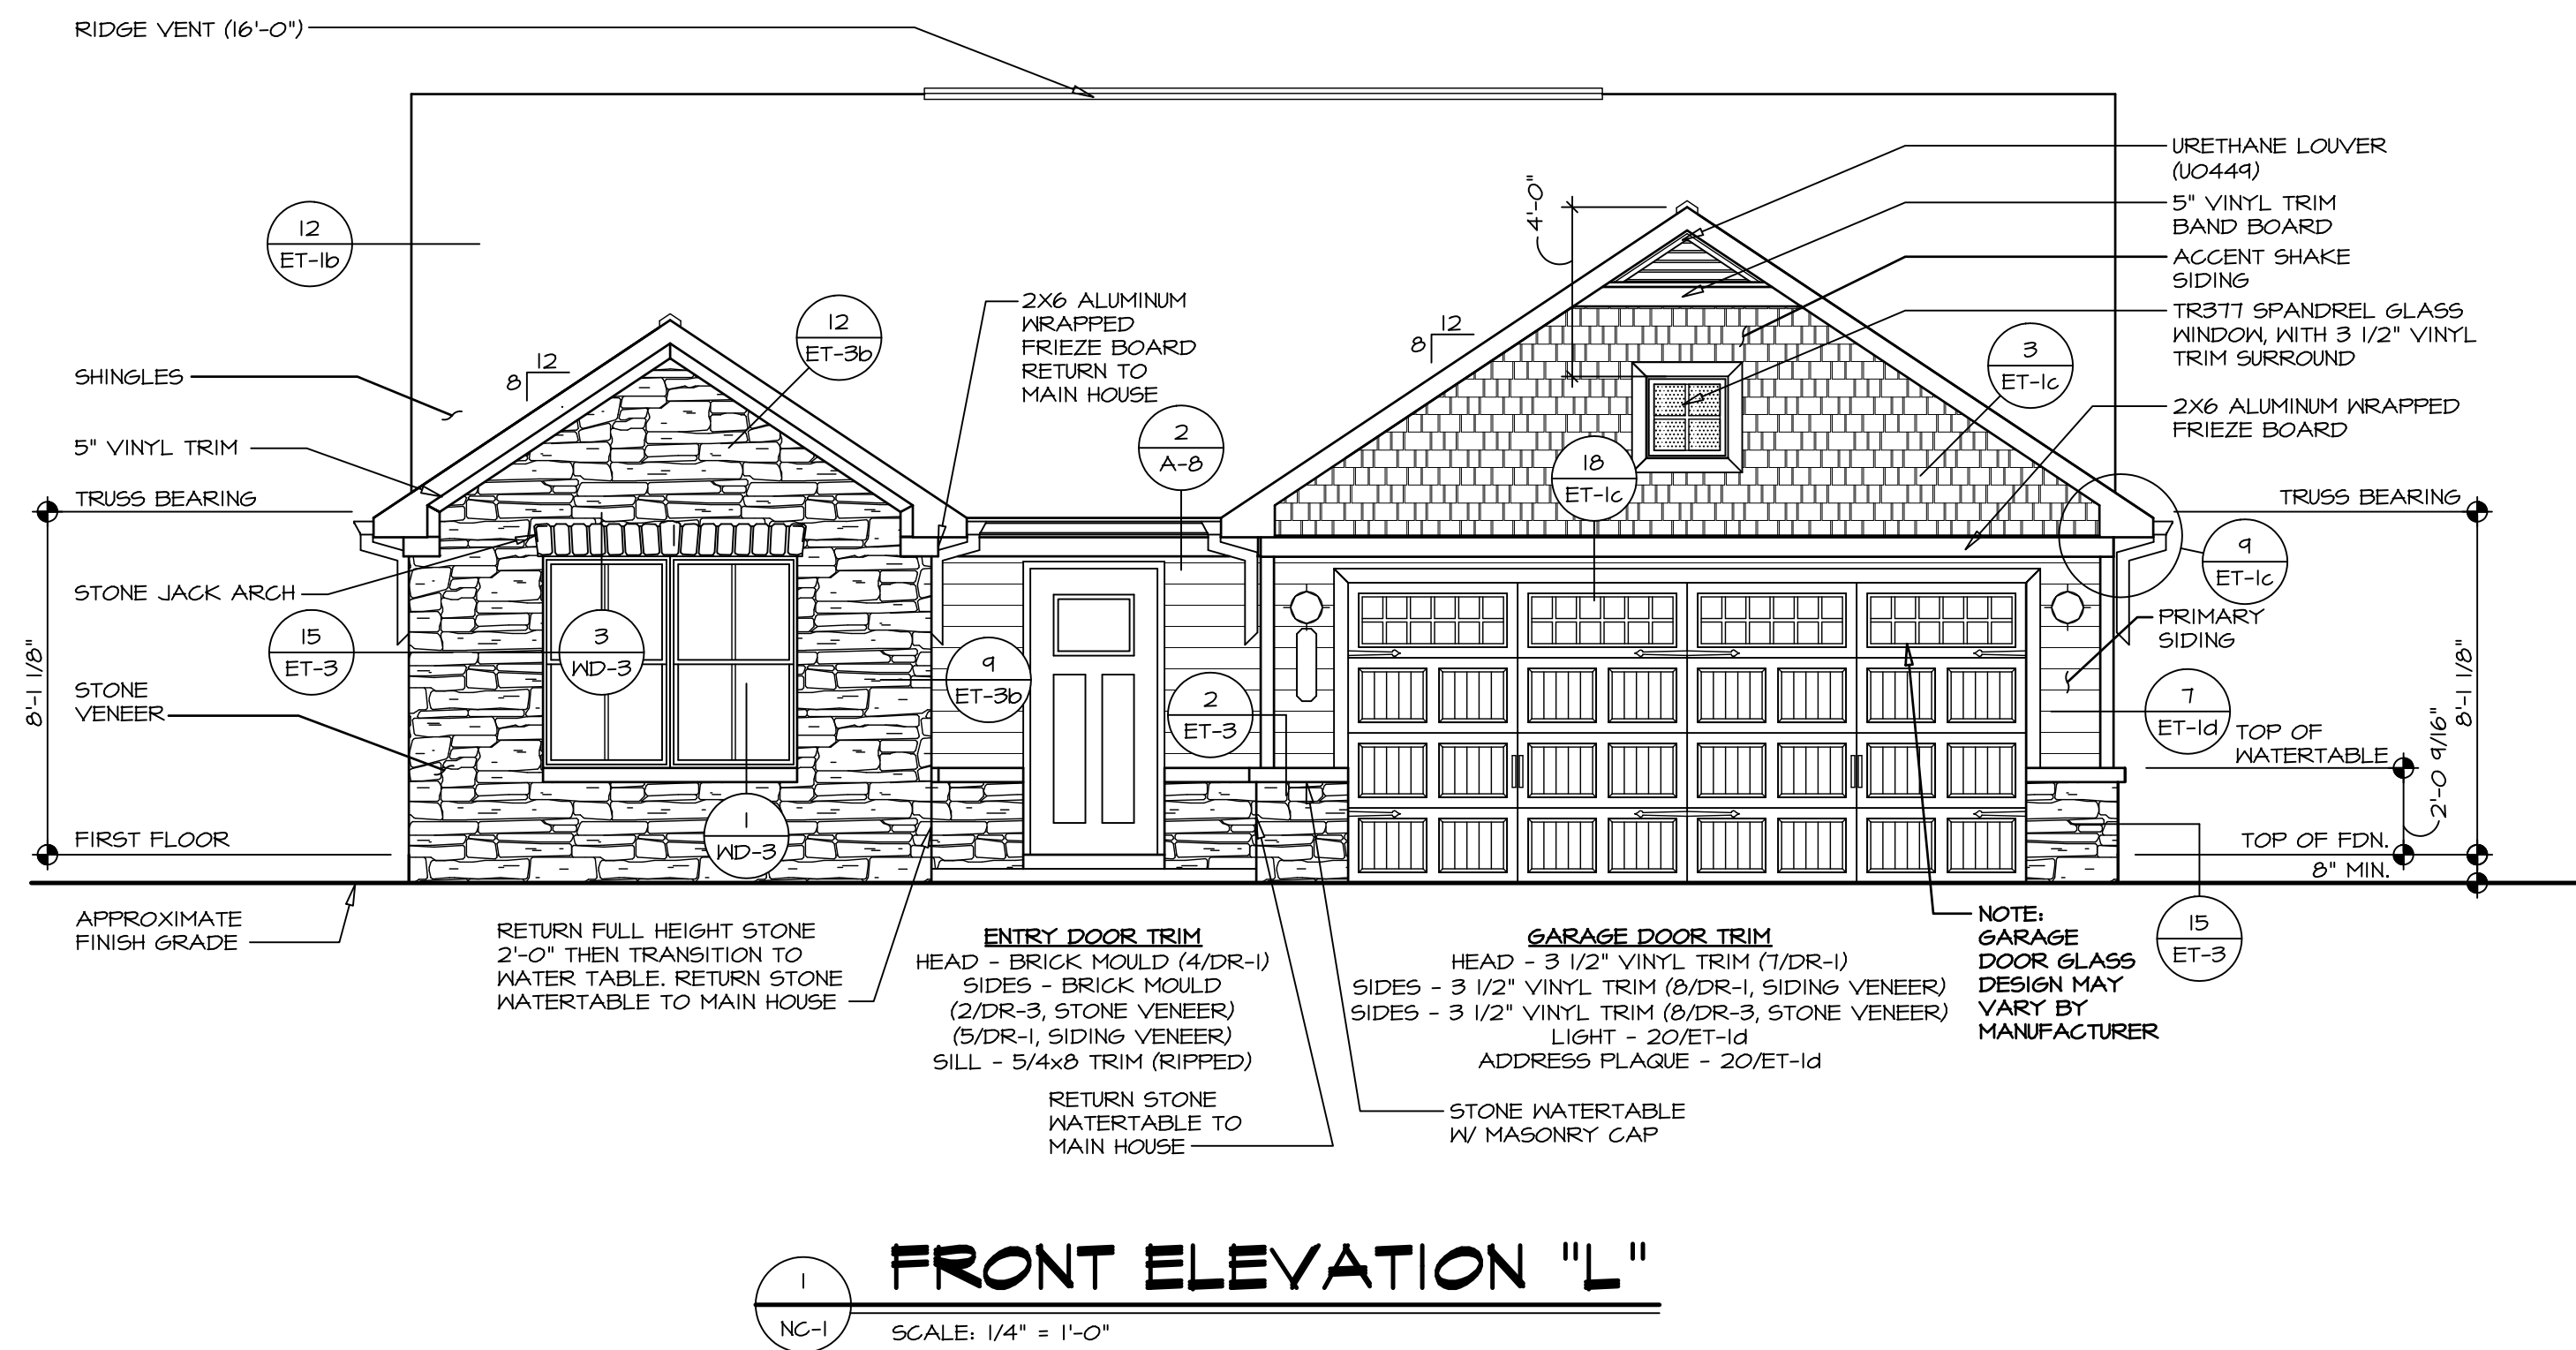 RIDGE VENT (16'-0")
12
ET-1b
SHINGLES
5" VINYL TRIM
TRUSS BEARING
STONE JACK ARCH
15
ET-3
8'-1 1/8"
STONE
VENEER
FIRST FLOOR
APPROXIMATE
FINISH GRADE
12
8
12
ET-3b
3
WD-3
1
WD-3
2X6 ALUMINUM
WRAPPED
FRIEZE BOARD
RETURN TO
MAIN HOUSE
2
A-8
9
ET-3b
2
ET-3
4'-0"
12
8
18
ET-1c
URETHANE LOUVER
(U0449)
5" VINYL TRIM
BAND BOARD
ACCENT SHAKE
SIDING
TR377 SPANDREL GLASS
WINDOW, WITH 3 1/2" VINYL
TRIM SURROUND
3
ET-1c
2X6 ALUMINUM WRAPPED
FRIEZE BOARD
TRUSS BEARING
9
ET-1c
PRIMARY
SIDING
7
ET-1d
TOP OF
WATERTABLE
2'-0 9/16"
8'-1 1/8"
TOP OF FDN.
8" MIN.
15
ET-3
RETURN FULL HEIGHT STONE
2'-0" THEN TRANSITION TO
WATER TABLE. RETURN STONE
WATERTABLE TO MAIN HOUSE
ENTRY DOOR TRIM
HEAD - BRICK MOULD (4/DR-1)
SIDES - BRICK MOULD
(2/DR-3, STONE VENEER)
(5/DR-1, SIDING VENEER)
SILL - 5/4x8 TRIM (RIPPED)
RETURN STONE
WATERTABLE TO
MAIN HOUSE
GARAGE DOOR TRIM
HEAD - 3 1/2" VINYL TRIM (7/DR-1)
SIDES - 3 1/2" VINYL TRIM (8/DR-1, SIDING VENEER)
SIDES - 3 1/2" VINYL TRIM (8/DR-3, STONE VENEER)
LIGHT - 20/ET-1d
ADDRESS PLAQUE - 20/ET-1d
STONE WATERTABLE
W/ MASONRY CAP
NOTE:
GARAGE
DOOR GLASS
DESIGN MAY
VARY BY
MANUFACTURER
1
NC-1
FRONT ELEVATION "L"
SCALE: 1/4" = 1'-0"